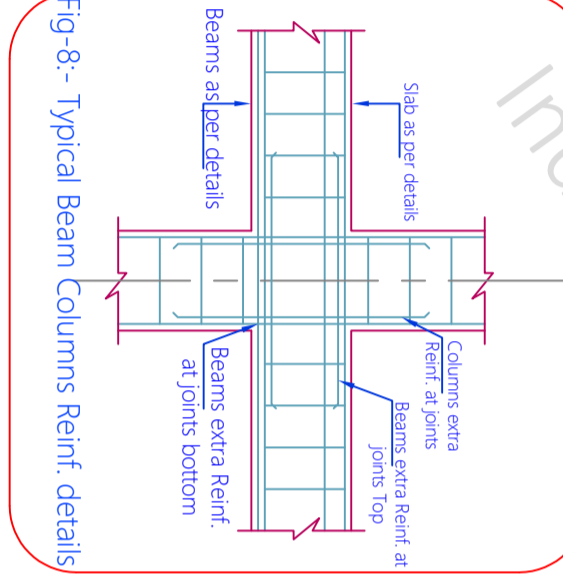 Slab as per details
Beams as per details
Columns extra
Reinf. at joints
Beams extra Reinf. at
joints Top
Beams extra Reinf.
at joints bottom
Fig-8:- Typical Beam Columns Reinf. details